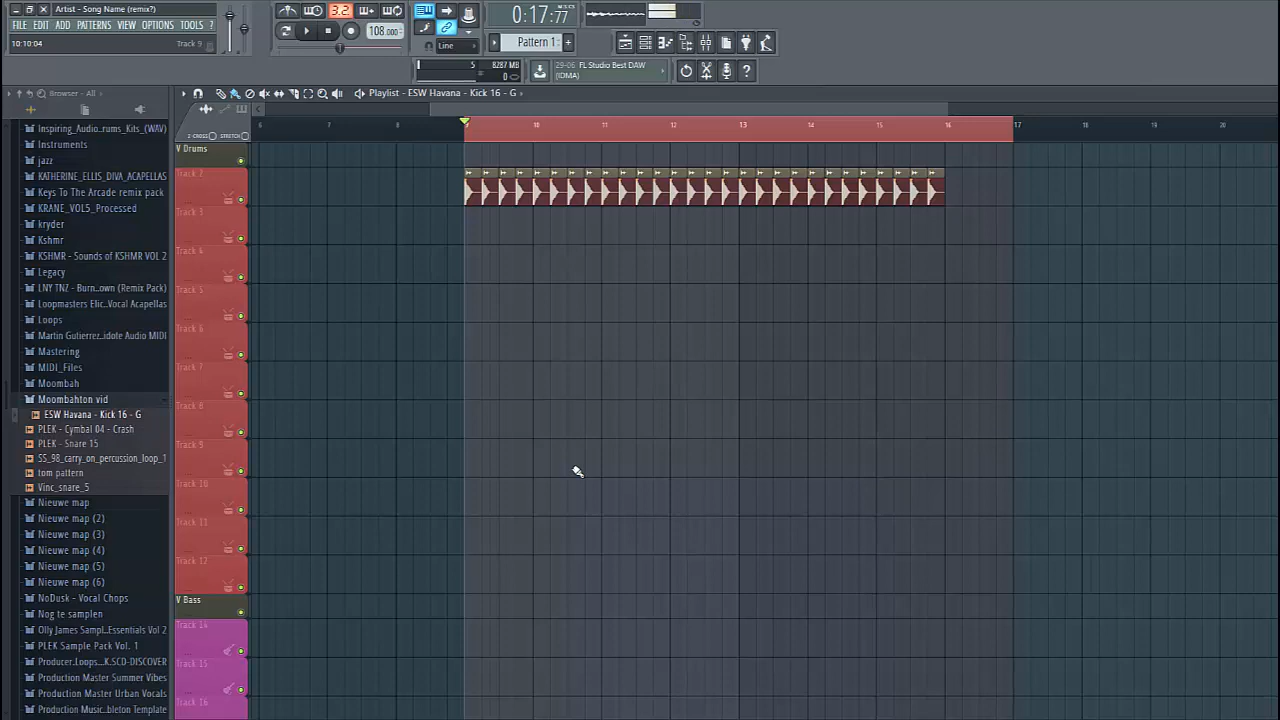 Artist - Song Name (remix?)
FILE EDIT ADD PATTERNS VIEW OPTIONS TOOLS ?
10:10:04 Track 9
3.2
108.000
Line
0:17:77
M:S:CS
Pattern 1
5 8287 MB
0
29-06 FL Studio Best DAW
(IDMA)
Browser - All
Playlist - ESW Havana - Kick 16 - G
Z-CROSS STRETCH
6 7 8 9 10 11 12 13 14 15 16 17 18 19 20
Inspiring_Audio..rums_Kits_(WAV)
Instruments
jazz
KATHERINE_ELLIS_DIVA_ACAPELLAS
Keys To The Arcade remix pack
KRANE_VOL5_Processed
kryder
Kshmr
KSHMR - Sounds of KSHMR VOL 2
Legacy
LNY TNZ - Burn..own (Remix Pack)
Loopmasters Elic..Vocal Acapellas
Loops
Martin Gutierrez..idote Audio MIDI
Mastering
MIDI_Files
Moombah
Moombahton vid
ESW Havana - Kick 16 - G
PLEK - Cymbal 04 - Crash
PLEK - Snare 15
SS_98_carry_on_percussion_loop_1
tom pattern
Vinc_snare_5
Nieuwe map
Nieuwe map (2)
Nieuwe map (3)
Nieuwe map (4)
Nieuwe map (5)
Nieuwe map (6)
NoDusk - Vocal Chops
Nog te samplen
Olly James Sampl..Essentials Vol 2
PLEK Sample Pack Vol. 1
Producer.Loops...K.SCD-DISCOVER
Production Master Summer Vibes
Production Master Urban Vocals
Production Music..bleton Template
V Drums
Track 2
Track 3
Track 4
Track 5
Track 6
Track 7
Track 8
Track 9
Track 10
Track 11
Track 12
V Bass
Track 14
Track 15
Track 16